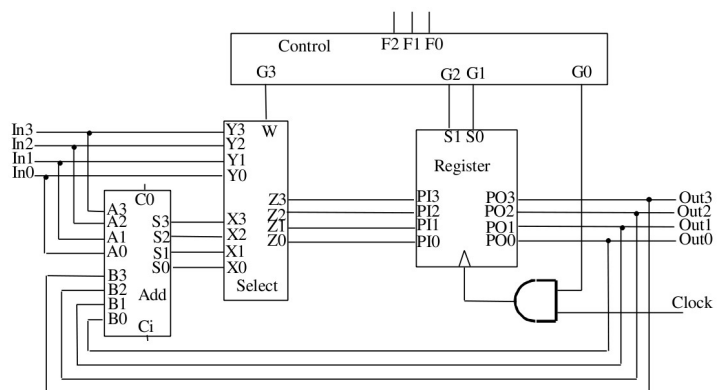 F2 F1 F0
Control
G3 G2 G1 G0
In3
In2
In1
In0
Y3 W
Y2
Y1
Y0
S1 S0
Register
C0
A3
A2
A1
A0
B3
B2
B1
B0
Add
Ci
S3
S2
S1
S0
X3
X2
X1
X0
Select
Z3
Z2
Z1
Z0
PI3
PI2
PI1
PI0
PO3
PO2
PO1
PO0
Out3
Out2
Out1
Out0
Clock